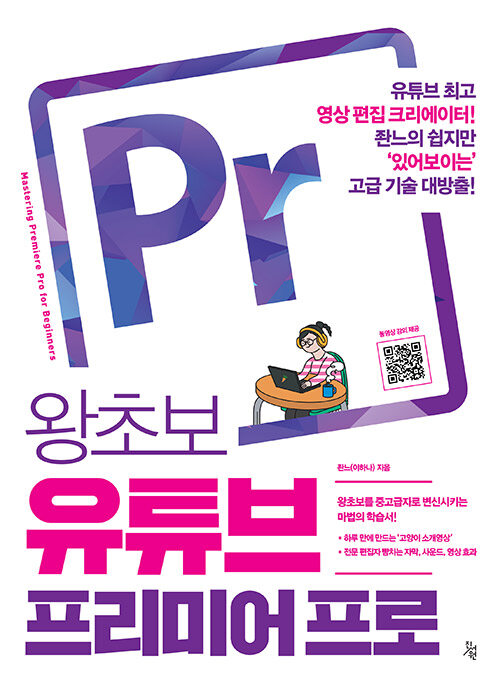 유튜브 최고
영상 편집 크리에이터!
좐느의 쉽지만
‘있어보이는’
고급 기술 대방출!
Pr
Mastering Premiere Pro for Beginners
동영상 강의 제공
왕초보
좐느(이하나) 지음
유튜브
왕초보를 중고급자로 변신시키는
마법의 학습서!
• 하루 만에 만드는 ‘고양이 소개영상’
• 전문 편집자 뺨치는 자막, 사운드, 영상 효과
프리미어 프로
진서원